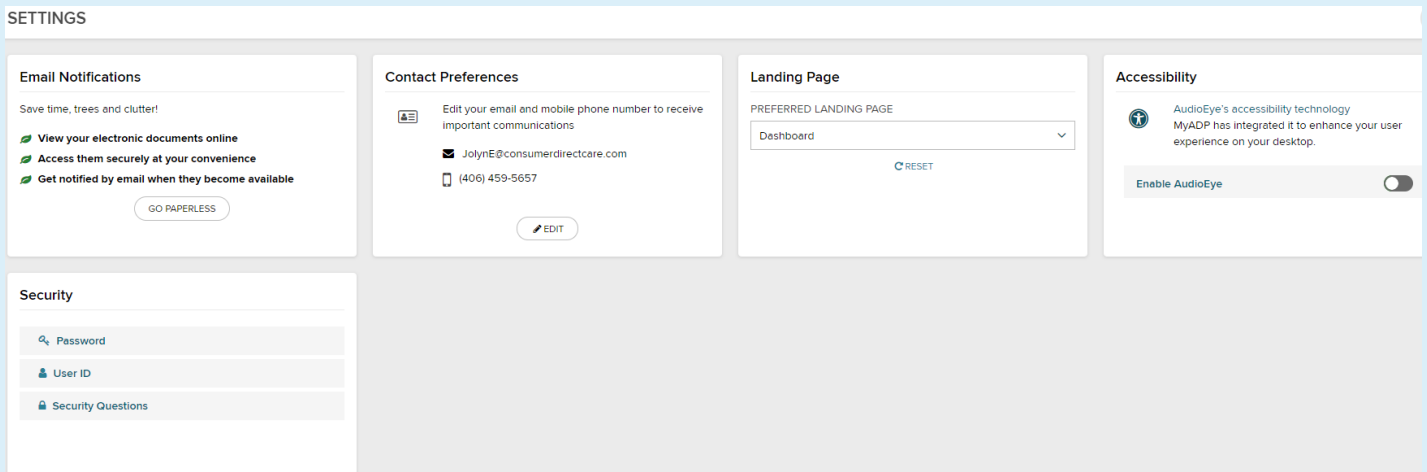 SETTINGS
Email Notifications
Save time, trees and clutter!
View your electronic documents online
Access them securely at your convenience
Get notified by email when they become available
GO PAPERLESS
Contact Preferences
Edit your email and mobile phone number to receive
important communications
JolynE@consumerdirectcare.com
(406) 459-5657
EDIT
Landing Page
PREFERRED LANDING PAGE
Dashboard
RESET
Accessibility
AudioEye's accessibility technology
MyADP has integrated it to enhance your user
experience on your desktop.
Enable AudioEye
Security
Password
User ID
Security Questions